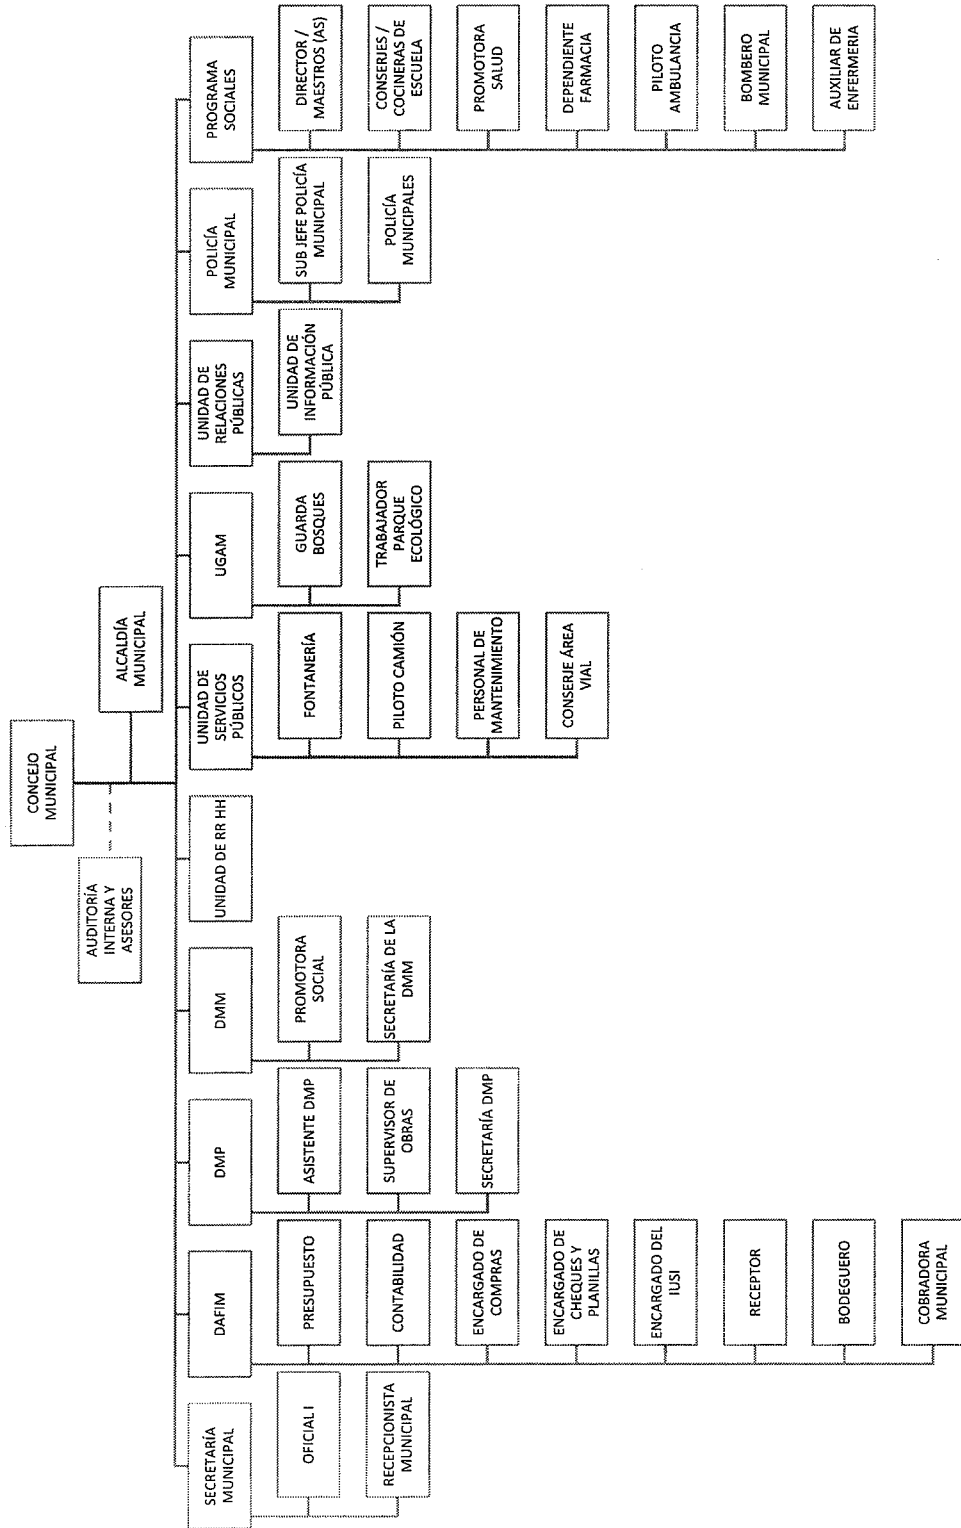 CONCEJO
MUNICIPAL
AUDITORÍA
INTERNA Y
ASESORES
ALCALDÍA
MUNICIPAL
SECRETARÍA
MUNICIPAL
OFICIAL I
RECEPCIONISTA
MUNICIPAL
DAFIM
PRESUPUESTO
CONTABILIDAD
ENCARGADO DE
COMPRAS
ENCARGADO DE
CHEQUES Y
PLANILLAS
ENCARGADO DEL
IUSI
RECEPTOR
BODEGUERO
COBRADORA
MUNICIPAL
DMP
ASISTENTE DMP
SUPERVISOR DE
OBRAS
SECRETARÍA DMP
DMM
PROMOTORA
SOCIAL
SECRETARÍA DE LA
DMM
UNIDAD DE RR HH
UNIDAD DE
SERVICIOS
PÚBLICOS
FONTANERÍA
PILOTO CAMIÓN
PERSONAL DE
MANTENIMIENTO
CONSERJE ÁREA
VIAL
UGAM
GUARDA
BOSQUES
TRABAJADOR
PARQUE
ECOLÓGICO
UNIDAD DE
RELACIONES
PÚBLICAS
UNIDAD DE
INFORMACIÓN
PÚBLICA
POLICÍA
MUNICIPAL
SUB JEFE POLICÍA
MUNICIPAL
POLICÍA
MUNICIPALES
PROGRAMA
SOCIALES
DIRECTOR /
MAESTROS (AS)
CONSERJES /
COCINERAS DE
ESCUELA
PROMOTORA
SALUD
DEPENDIENTE
FARMACIA
PILOTO
AMBULANCIA
BOMBERO
MUNICIPAL
AUXILIAR DE
ENFERMERIA